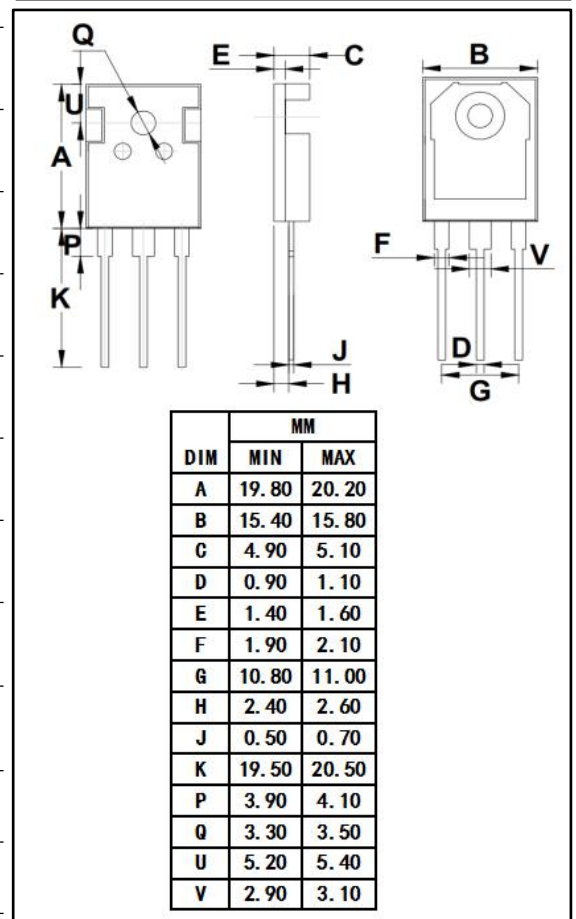 Q
E
C
B
U
A
P
K
F
V
J
H
D
G
MM
DIM MIN MAX
A 19.80 20.20
B 15.40 15.80
C 4.90 5.10
D 0.90 1.10
E 1.40 1.60
F 1.90 2.10
G 10.80 11.00
H 2.40 2.60
J 0.50 0.70
K 19.50 20.50
P 3.90 4.10
Q 3.30 3.50
U 5.20 5.40
V 2.90 3.10